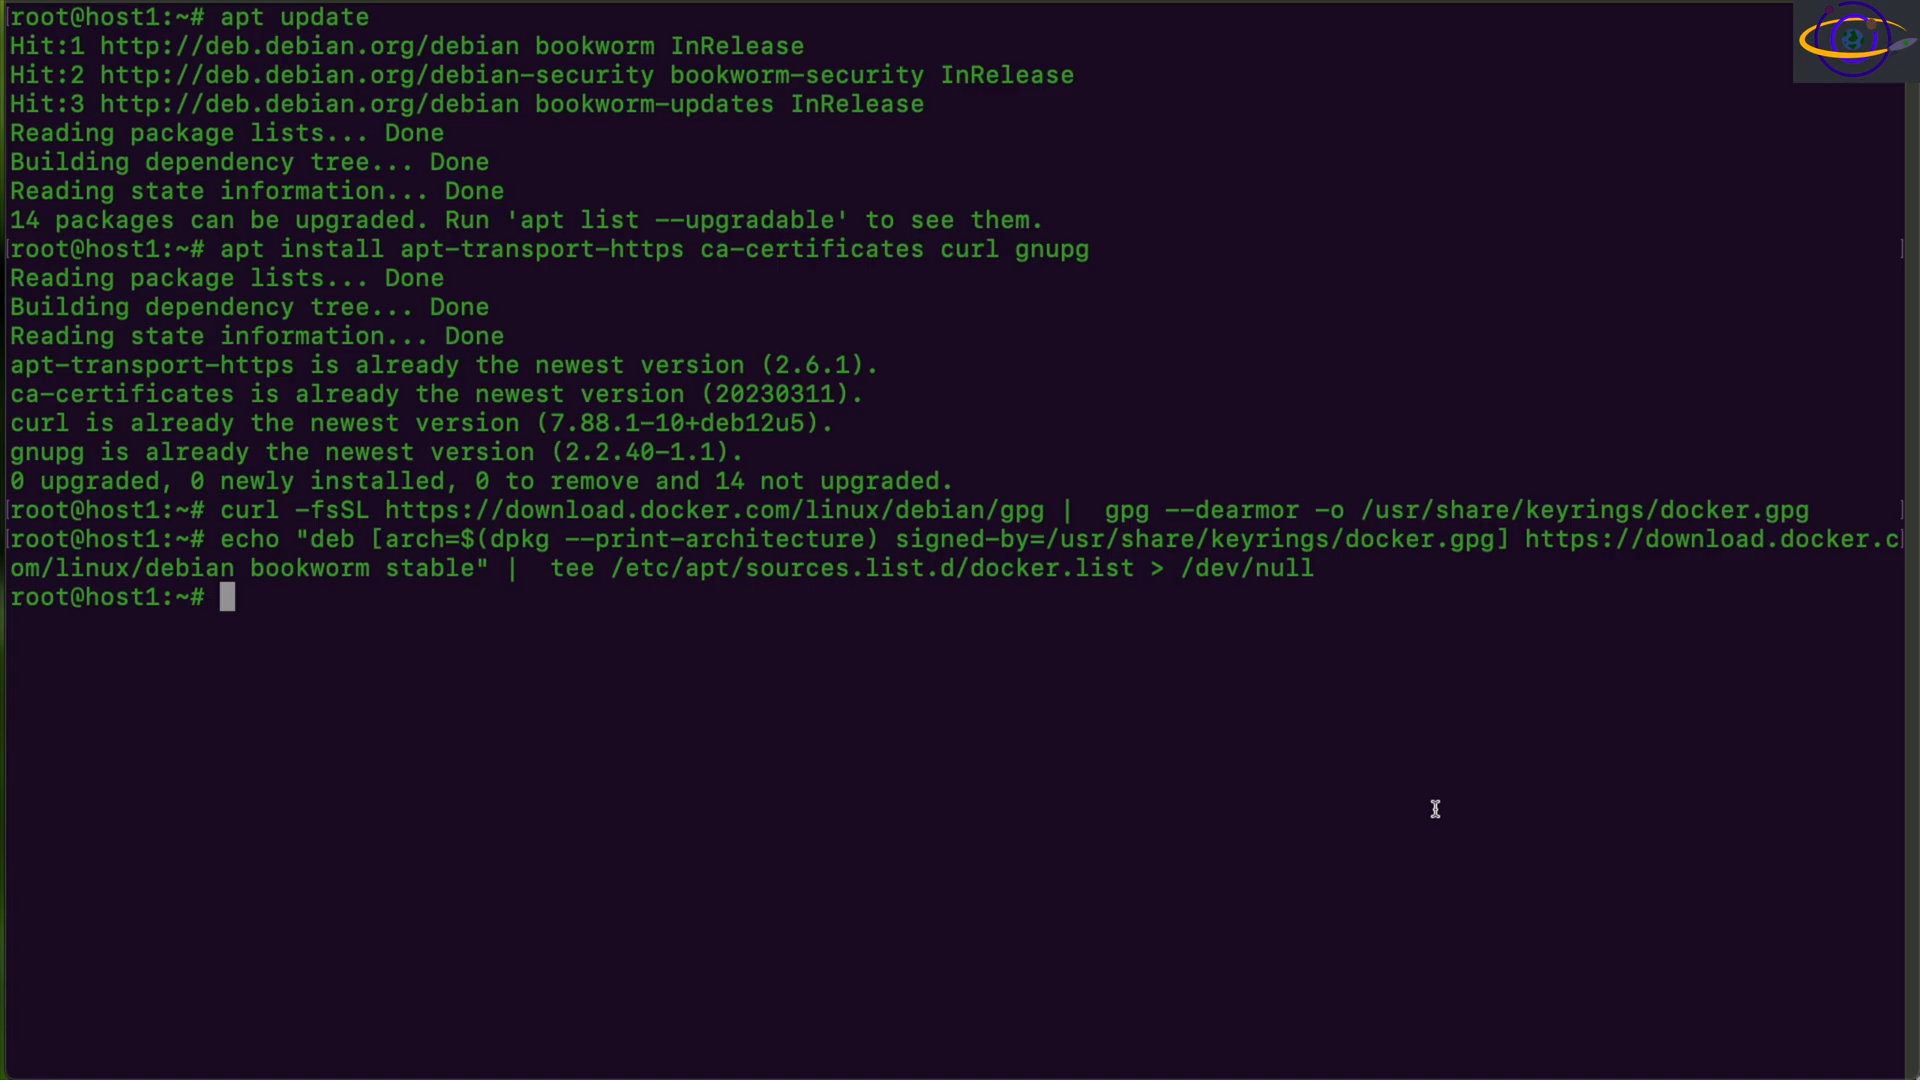 [root@host1:~# apt update
Hit:1 http://deb.debian.org/debian bookworm InRelease
Hit:2 http://deb.debian.org/debian-security bookworm-security InRelease
Hit:3 http://deb.debian.org/debian bookworm-updates InRelease
Reading package lists... Done
Building dependency tree... Done
Reading state information... Done
14 packages can be upgraded. Run 'apt list --upgradable' to see them.
[root@host1:~# apt install apt-transport-https ca-certificates curl gnupg ]
Reading package lists... Done
Building dependency tree... Done
Reading state information... Done
apt-transport-https is already the newest version (2.6.1).
ca-certificates is already the newest version (20230311).
curl is already the newest version (7.88.1-10+deb12u5).
gnupg is already the newest version (2.2.40-1.1).
0 upgraded, 0 newly installed, 0 to remove and 14 not upgraded.
[root@host1:~# curl -fsSL https://download.docker.com/linux/debian/gpg |  gpg --dearmor -o /usr/share/keyrings/docker.gpg ]
[root@host1:~# echo "deb [arch=$(dpkg --print-architecture) signed-by=/usr/share/keyrings/docker.gpg] https://download.docker.c]
om/linux/debian bookworm stable" |  tee /etc/apt/sources.list.d/docker.list > /dev/null
root@host1:~#